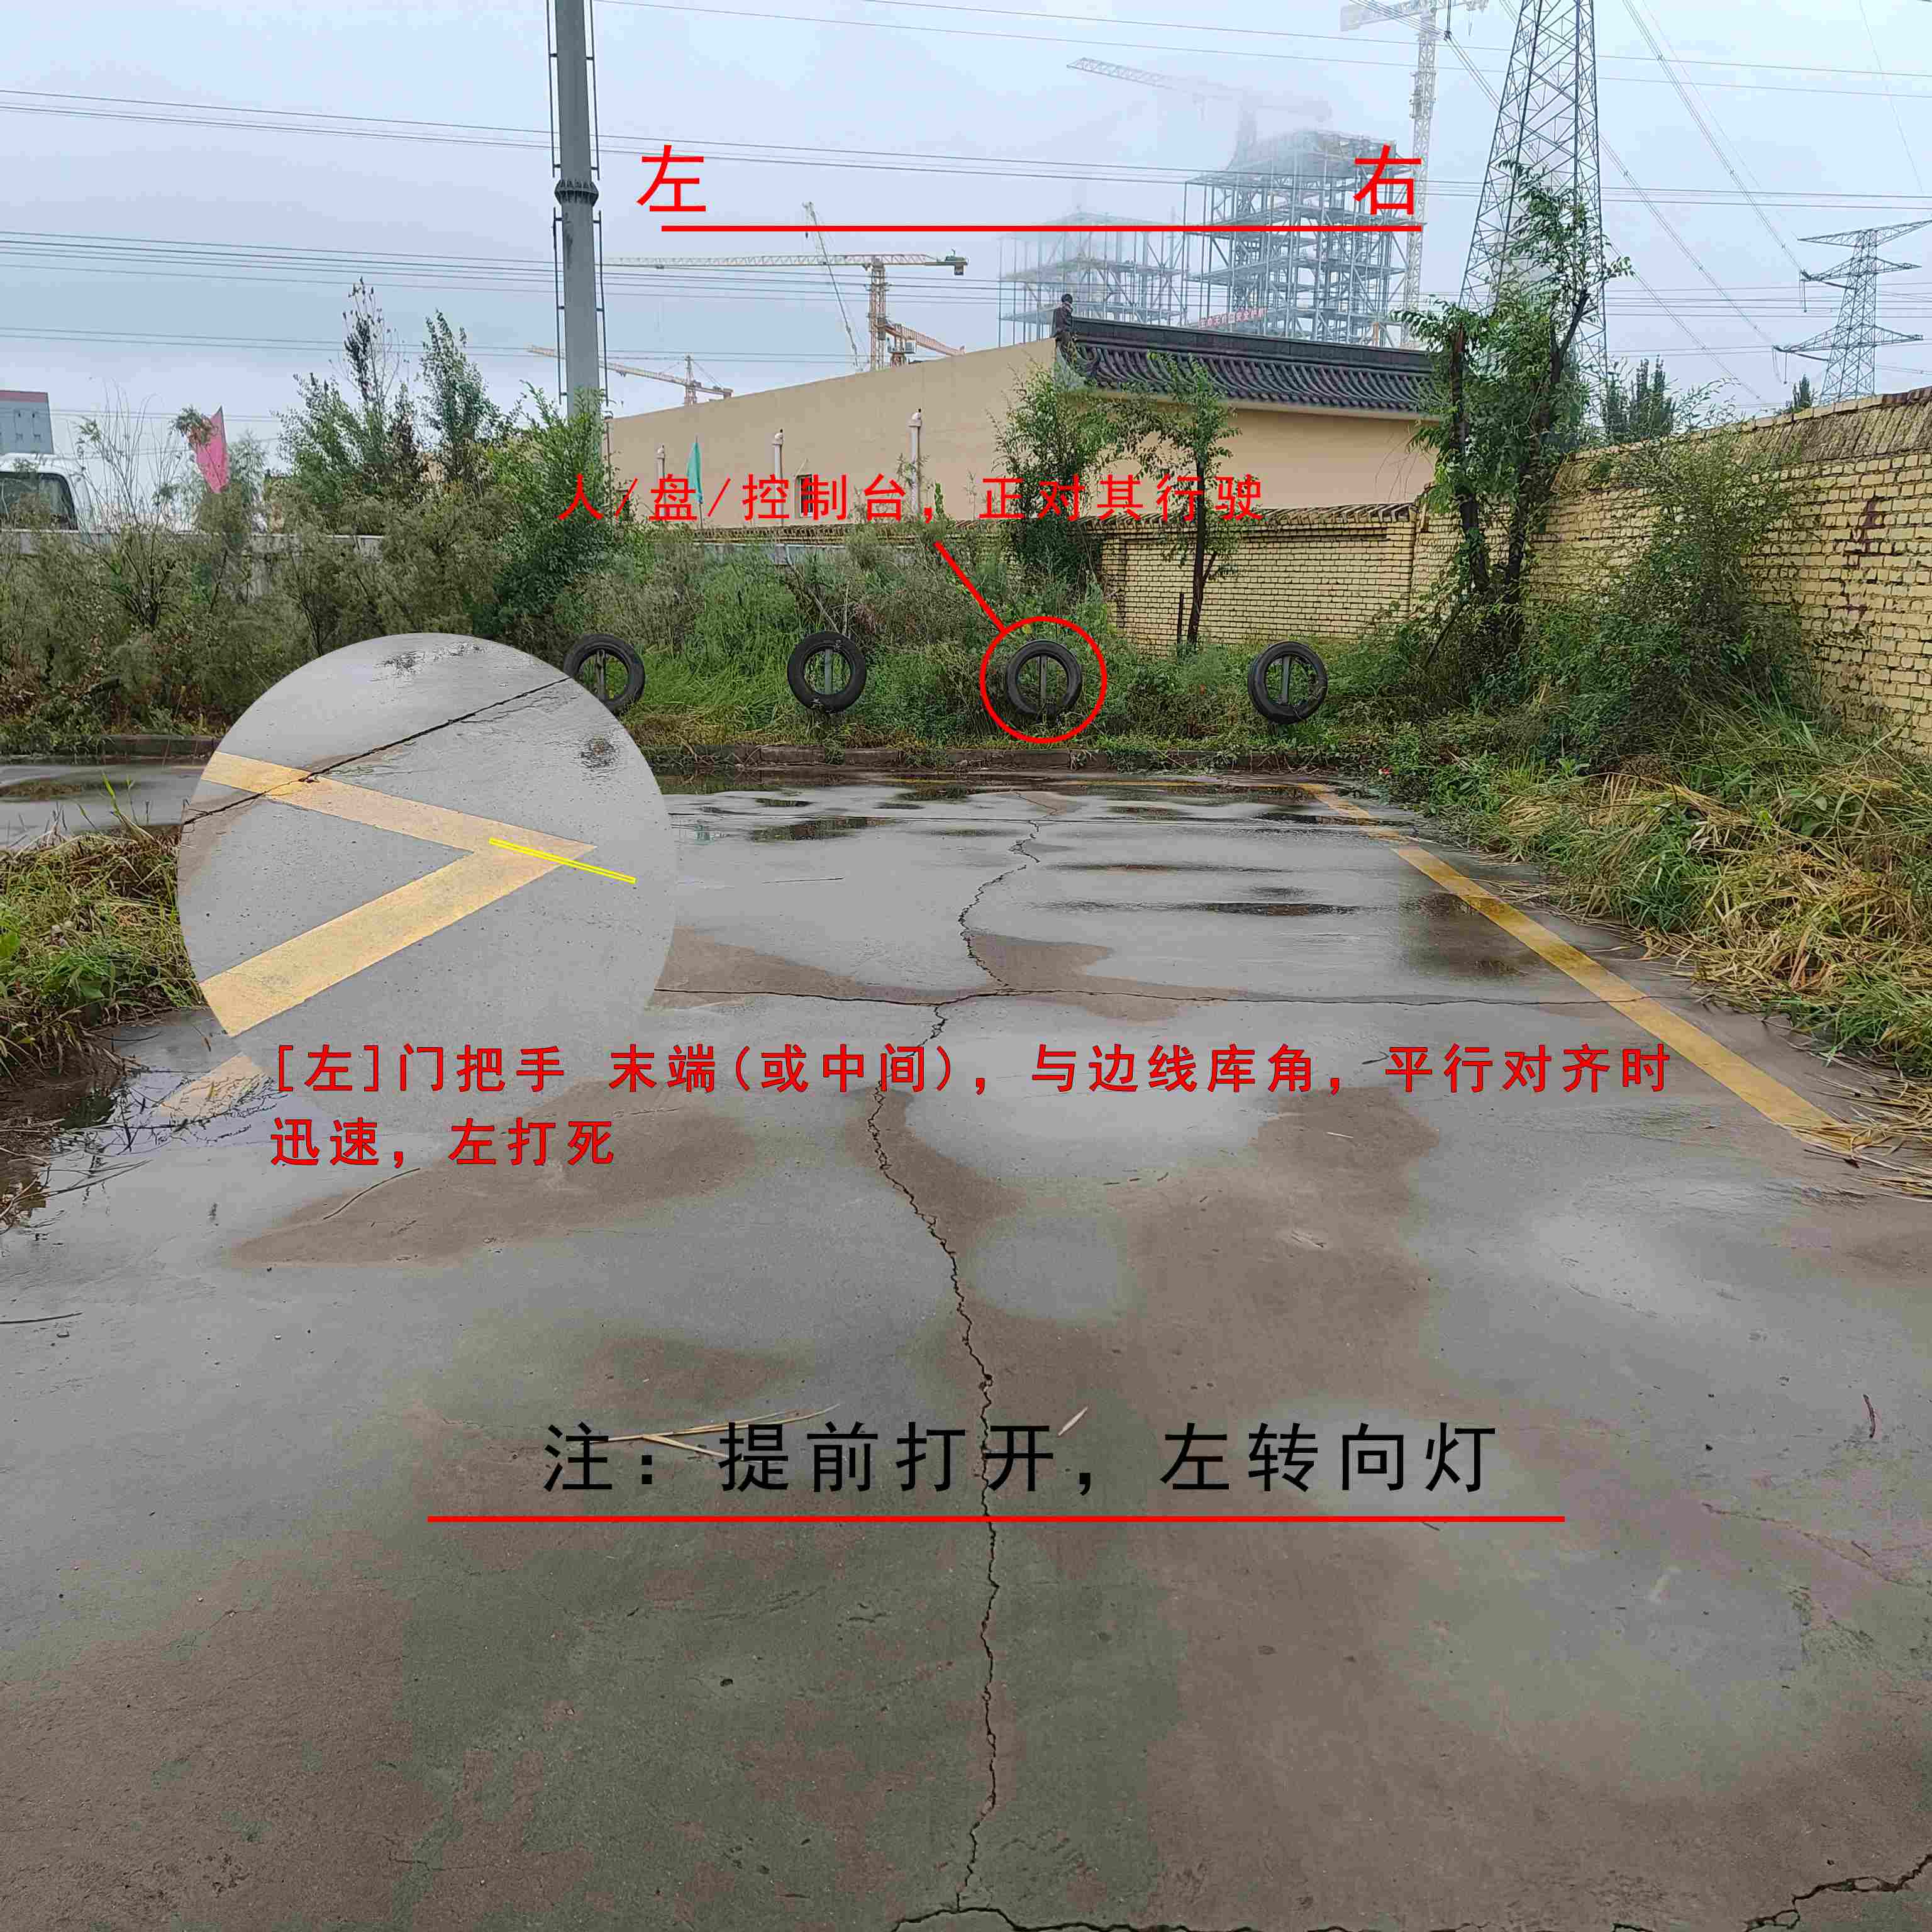 左
右
人/盘/控制台，正对其行驶
[左]门把手 末端(或中间)，与边线库角，平行对齐时
迅速，左打死
注：提前打开，左转向灯